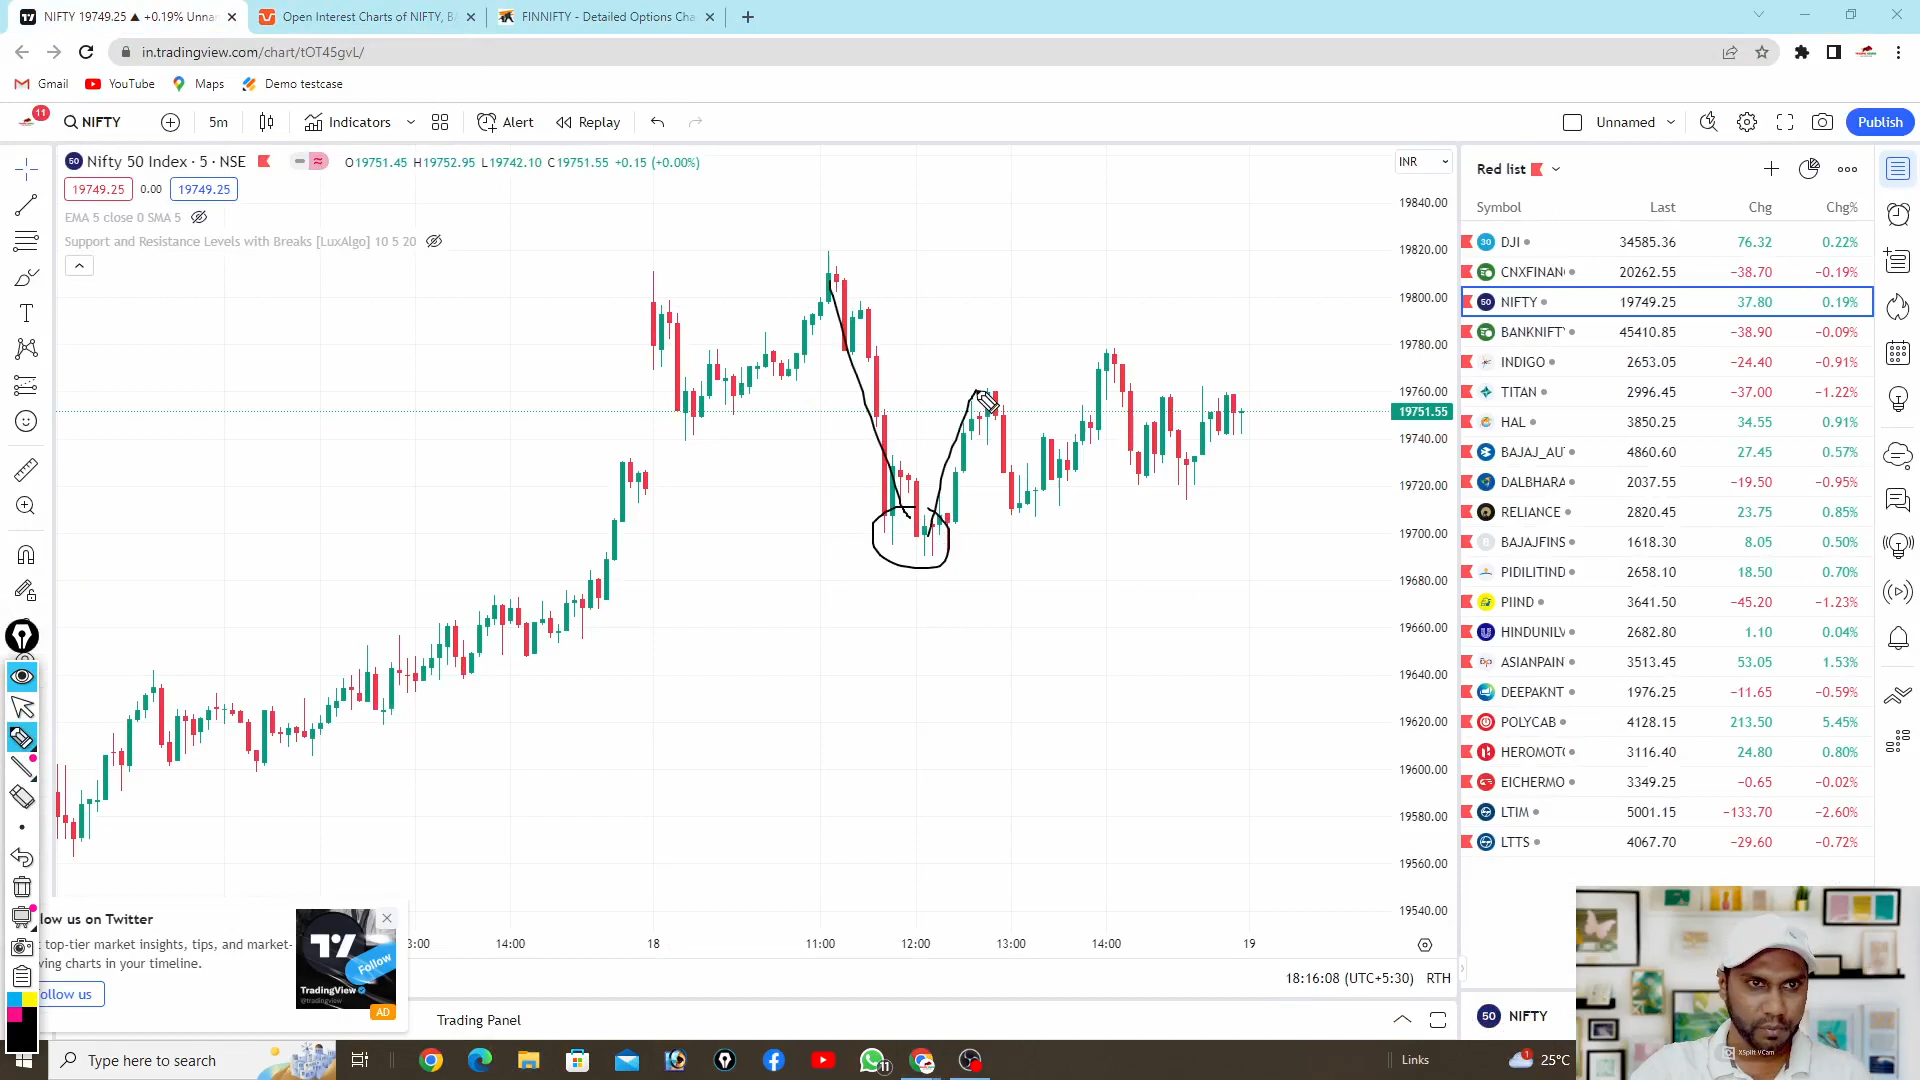 NIFTY 19749.25 ▲ +0.19% Unnan
Open Interest Charts of NIFTY, BA
FINNIFTY - Detailed Options Cha
in.tradingview.com/chart/tOT45gvL/
Gmail
YouTube
Maps
Demo testcase
11
NIFTY
5m
Indicators
Alert
Replay
Unnamed
Publish
50 Nifty 50 Index · 5 · NSE
O19751.45 H19752.95 L19742.10 C19751.55 +0.15 (+0.00%)
INR
19749.25 0.00 19749.25
EMA 5 close 0 SMA 5
Support and Resistance Levels with Breaks [LuxAlgo] 10 5 20
19840.00
19820.00
19800.00
19780.00
19760.00
19751.55
19740.00
19720.00
19700.00
19680.00
19660.00
19640.00
19620.00
19600.00
19580.00
19560.00
19540.00
3:00 14:00 18 11:00 12:00 13:00 14:00 19
18:16:08 (UTC+5:30) RTH
Trading Panel
low us on Twitter
top-tier market insights, tips, and market-
ving charts in your timeline.
ollow us
Follow
TradingView
@tradingview
AD
Red list
Symbol Last Chg Chg%
30 DJI 34585.36 76.32 0.22%
CNXFINAN 20262.55 −38.70 −0.19%
50 NIFTY 19749.25 37.80 0.19%
BANKNIFT 45410.85 −38.90 −0.09%
INDIGO 2653.05 −24.40 −0.91%
TITAN 2996.45 −37.00 −1.22%
HAL 3850.25 34.55 0.91%
BAJAJ_AU 4860.60 27.45 0.57%
DALBHARA 2037.55 −19.50 −0.95%
RELIANCE 2820.45 23.75 0.85%
BAJAJFINS 1618.30 8.05 0.50%
PIDILITIND 2658.10 18.50 0.70%
PIIND 3641.50 −45.20 −1.23%
HINDUNILV 2682.80 1.10 0.04%
ASIANPAIN 3513.45 53.05 1.53%
DEEPAKNT 1976.25 −11.65 −0.59%
POLYCAB 4128.15 213.50 5.45%
HEROMOTO 3116.40 24.80 0.80%
EICHERMO 3349.25 −0.65 −0.02%
LTIM 5001.15 −133.70 −2.60%
LTTS 4067.70 −29.60 −0.72%
50 NIFTY
XSplit VCam
Type here to search
11
Links
1
25°C